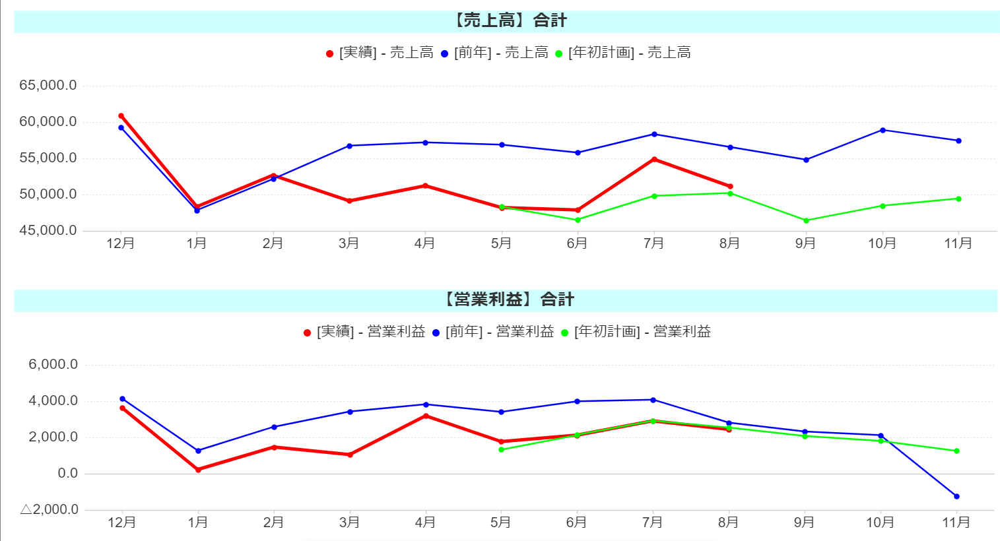 【売上高】合計
[実績] - 売上高 [前年] - 売上高 [年初計画] - 売上高
65,000.0
60,000.0
55,000.0
50,000.0
45,000.0
12月 1月 2月 3月 4月 5月 6月 7月 8月 9月 10月 11月
【営業利益】合計
[実績] - 営業利益 [前年] - 営業利益 [年初計画] - 営業利益
6,000.0
4,000.0
2,000.0
0.0
△2,000.0
12月 1月 2月 3月 4月 5月 6月 7月 8月 9月 10月 11月